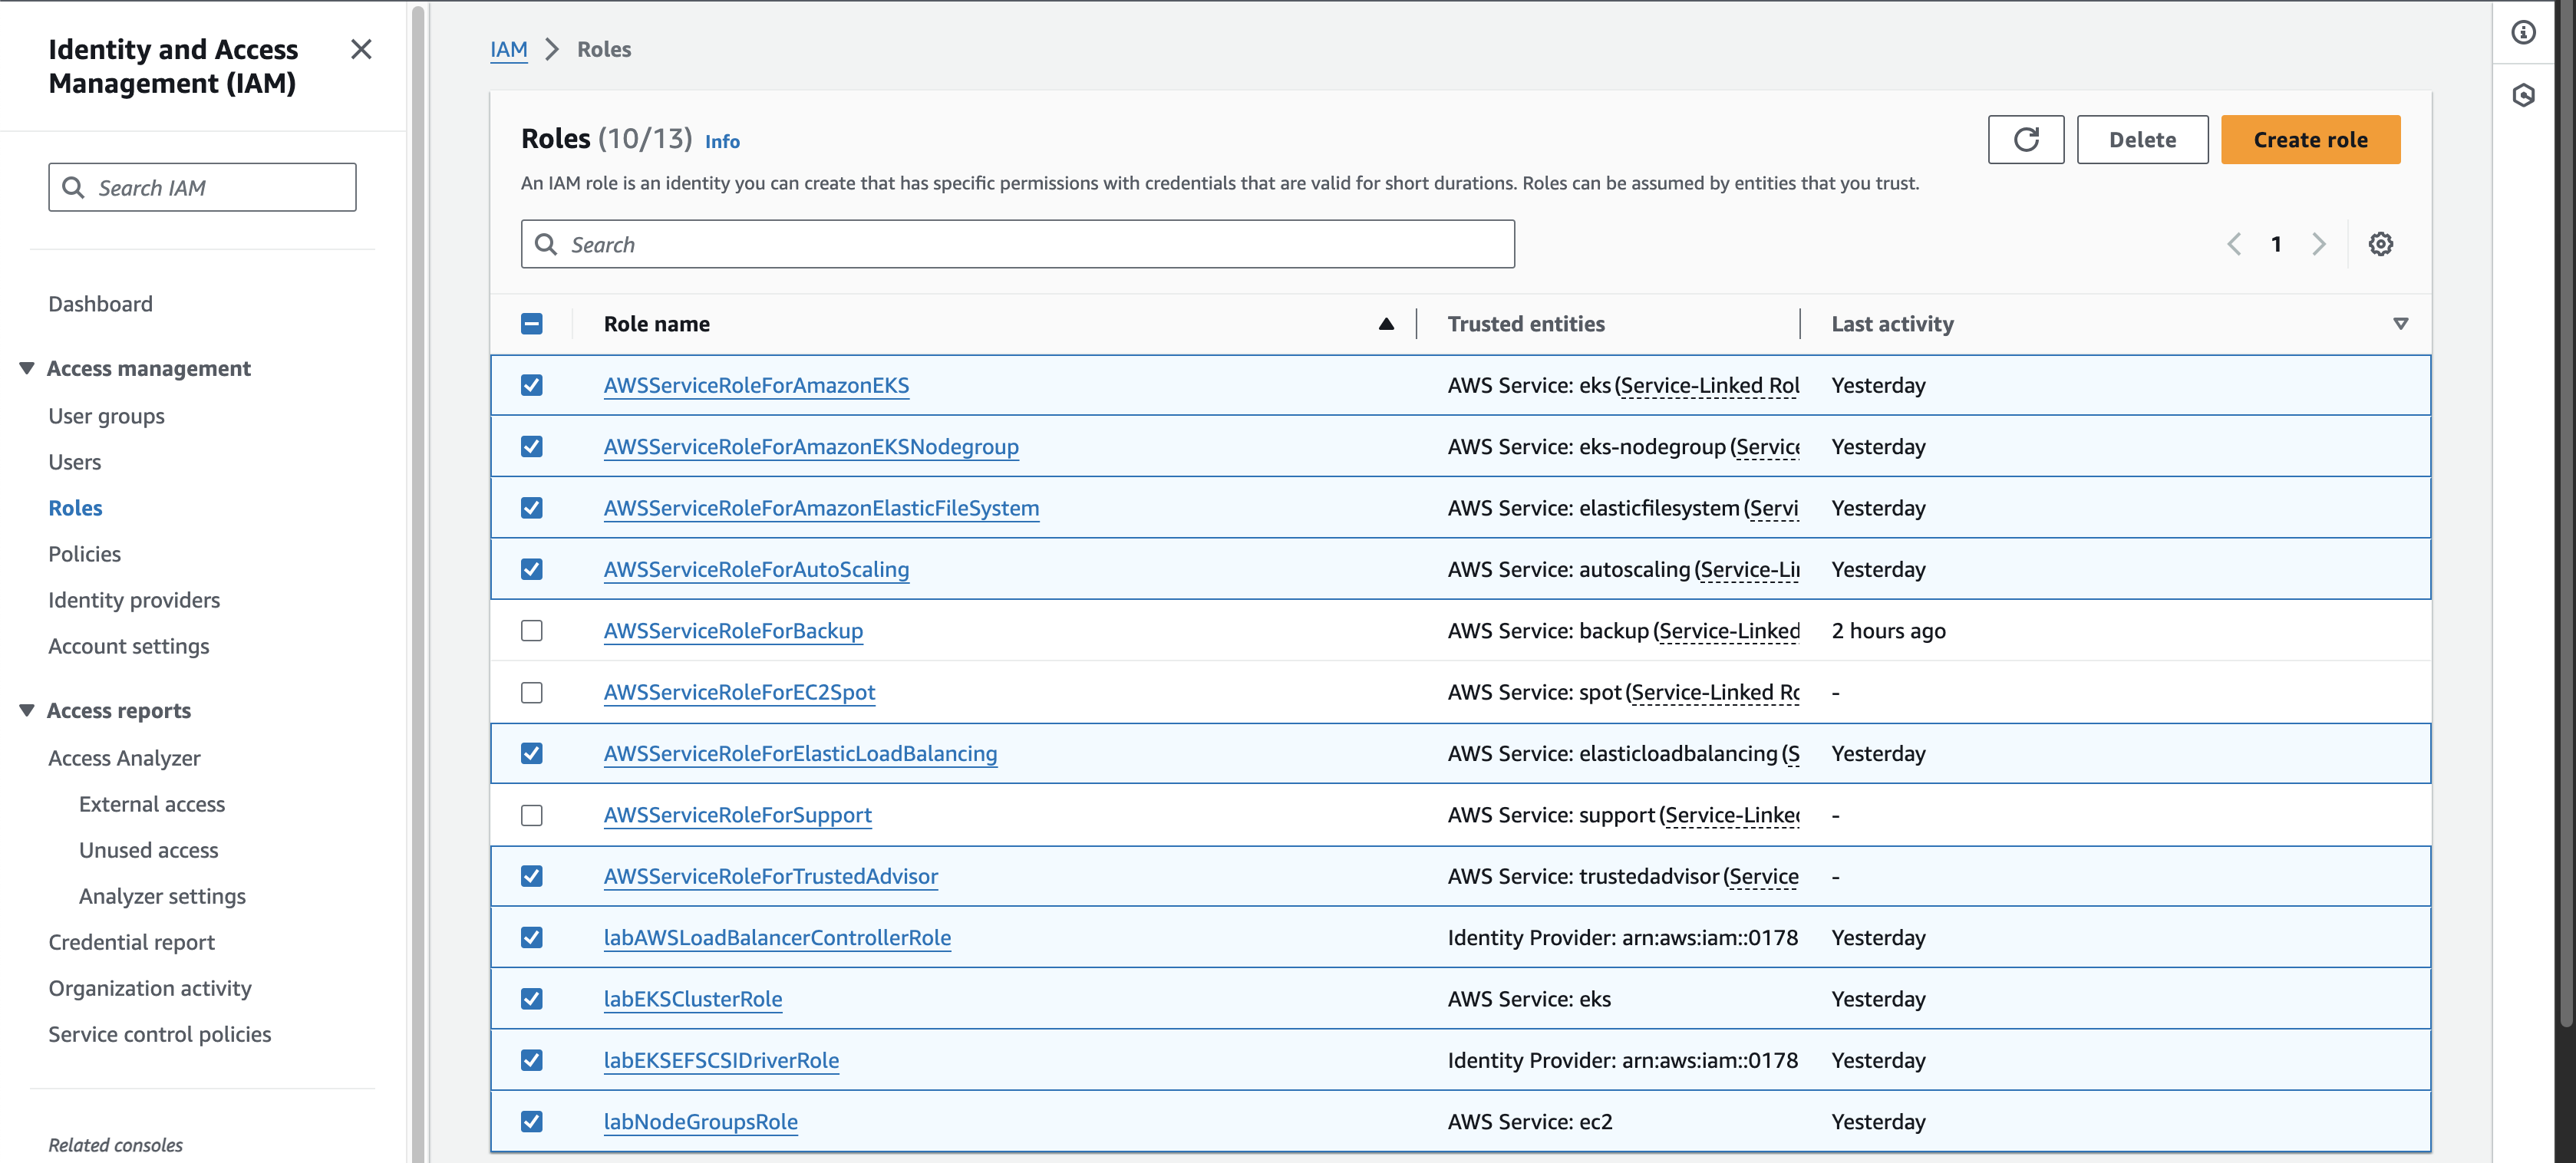 Identity and Access
Management (IAM)
Search IAM
Dashboard
Access management
User groups
Users
Roles
Policies
Identity providers
Account settings
Access reports
Access Analyzer
External access
Unused access
Analyzer settings
Credential report
Organization activity
Service control policies
Related consoles
IAM Roles
Roles (10/13) Info
Delete
Create role
An IAM role is an identity you can create that has specific permissions with credentials that are valid for short durations. Roles can be assumed by entities that you trust.
Search
1
Role name Trusted entities Last activity
AWSServiceRoleForAmazonEKS AWS Service: eks (Service-Linked Rol Yesterday
AWSServiceRoleForAmazonEKSNodegroup AWS Service: eks-nodegroup (Service Yesterday
AWSServiceRoleForAmazonElasticFileSystem AWS Service: elasticfilesystem (Servi Yesterday
AWSServiceRoleForAutoScaling AWS Service: autoscaling (Service-Lin Yesterday
AWSServiceRoleForBackup AWS Service: backup (Service-Linked 2 hours ago
AWSServiceRoleForEC2Spot AWS Service: spot (Service-Linked Ro -
AWSServiceRoleForElasticLoadBalancing AWS Service: elasticloadbalancing (S Yesterday
AWSServiceRoleForSupport AWS Service: support (Service-Linked -
AWSServiceRoleForTrustedAdvisor AWS Service: trustedadvisor (Service -
labAWSLoadBalancerControllerRole Identity Provider: arn:aws:iam::0178 Yesterday
labEKSClusterRole AWS Service: eks Yesterday
labEKSEFSCSIDriverRole Identity Provider: arn:aws:iam::0178 Yesterday
labNodeGroupsRole AWS Service: ec2 Yesterday